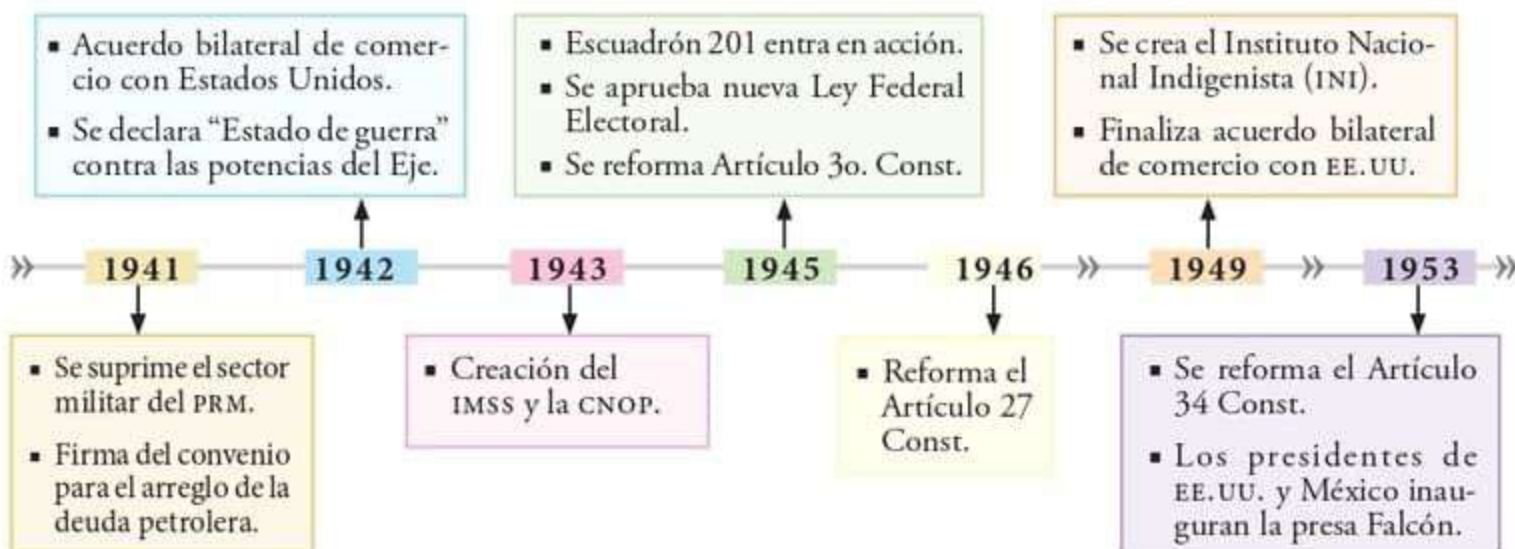 ▪ Acuerdo bilateral de comer-
cio con Estados Unidos.
▪ Se declara “Estado de guerra”
contra las potencias del Eje.
▪ Escuadrón 201 entra en acción.
▪ Se aprueba nueva Ley Federal
Electoral.
▪ Se reforma Artículo 3o. Const.
▪ Se crea el Instituto Nacio-
nal Indigenista (INI).
▪ Finaliza acuerdo bilateral
de comercio con EE.UU.
» 1941 1942 1943 1945 1946 » 1949 » 1953 »
▪ Se suprime el sector
militar del PRM.
▪ Firma del convenio
para el arreglo de la
deuda petrolera.
▪ Creación del
IMSS y la CNOP.
▪ Reforma el
Artículo 27
Const.
▪ Se reforma el Artículo
34 Const.
▪ Los presidentes de
EE.UU. y México inau-
guran la presa Falcón.